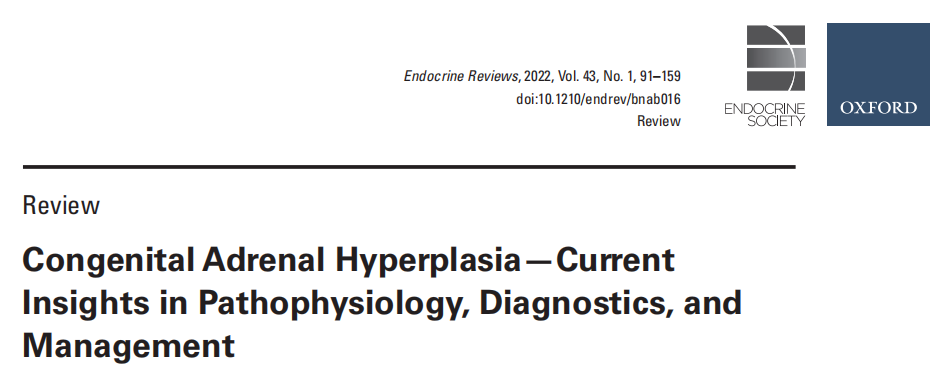 Endocrine Reviews, 2022, Vol. 43, No. 1, 91–159
doi:10.1210/endrev/bnab016
Review
ENDOCRINE
SOCIETY
OXFORD
Review
Congenital Adrenal Hyperplasia—Current
Insights in Pathophysiology, Diagnostics, and
Management